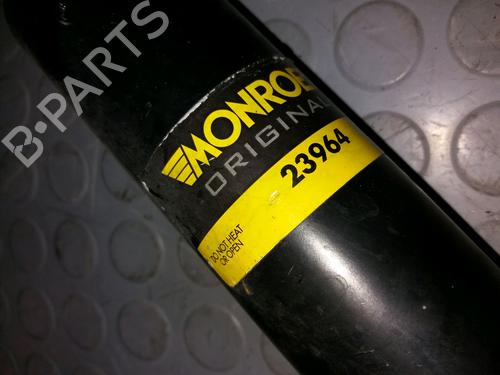 B-PARTS
MONROE
ORIGINAL
23964
DO NOT HEAT
OR OPEN